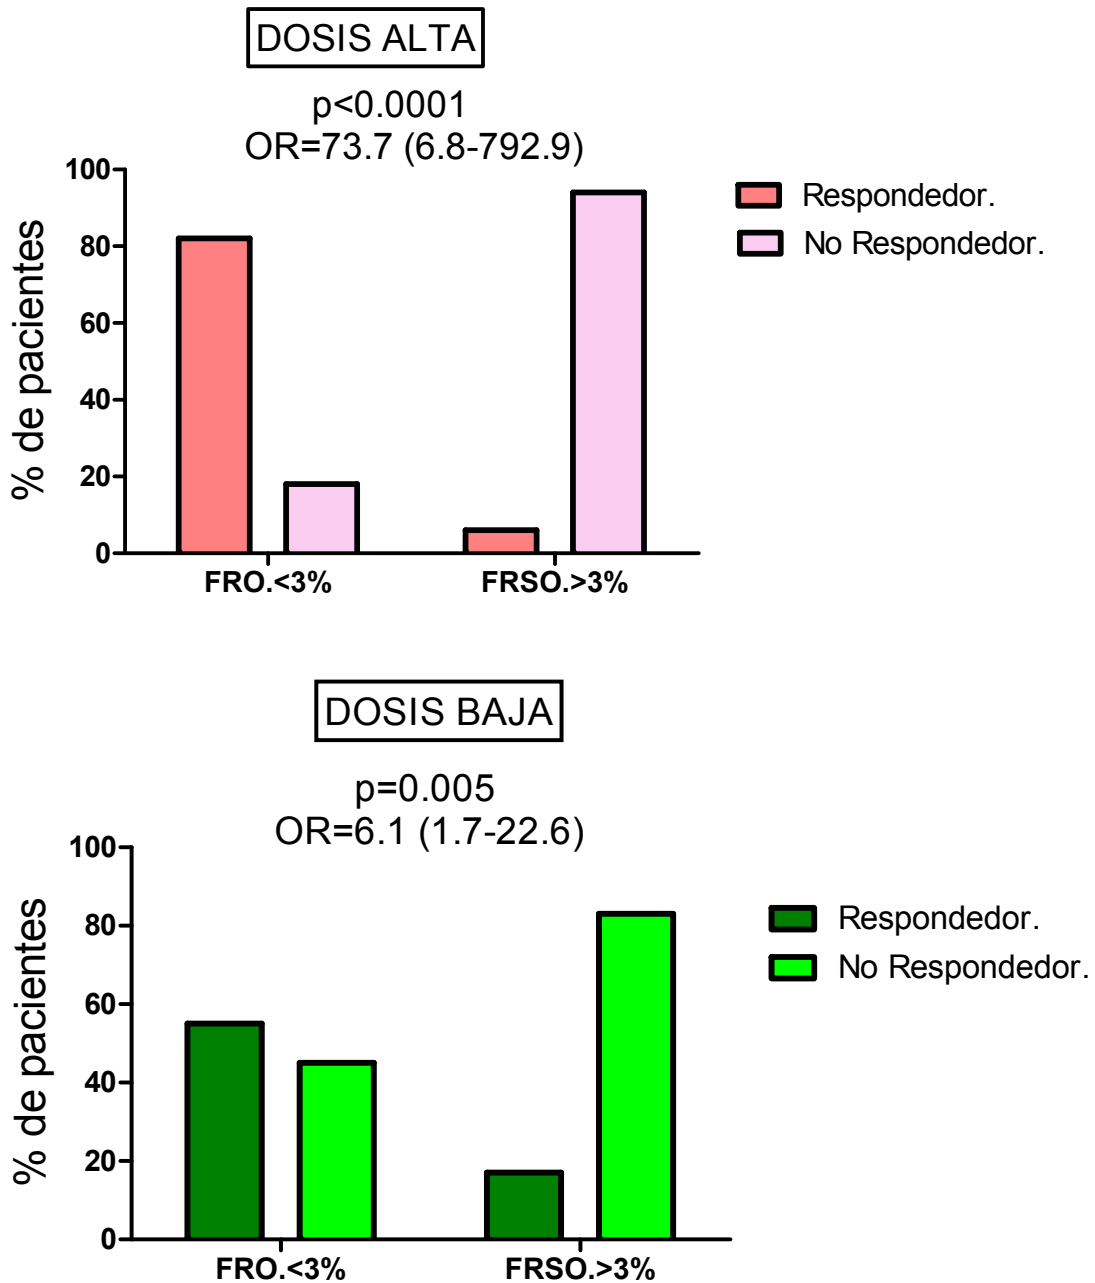 DOSIS ALTA
p<0.0001
OR=73.7 (6.8-792.9)
% de pacientes
100
80
60
40
20
0
FRO.<3%
FRSO.>3%
Respondedor.
No Respondedor.
DOSIS BAJA
p=0.005
OR=6.1 (1.7-22.6)
% de pacientes
100
80
60
40
20
0
FRO.<3%
FRSO.>3%
Respondedor.
No Respondedor.